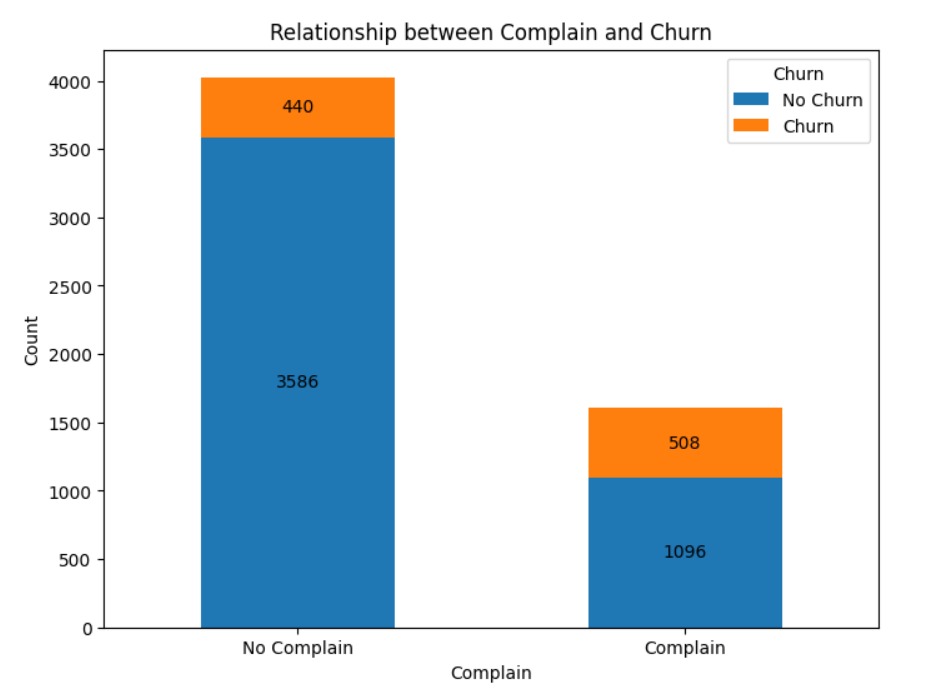 Relationship between Complain and Churn
Churn
No Churn
Churn
4000
3500
3000
2500
2000
1500
1000
500
0
Count
440
3586
508
1096
No Complain
Complain
Complain